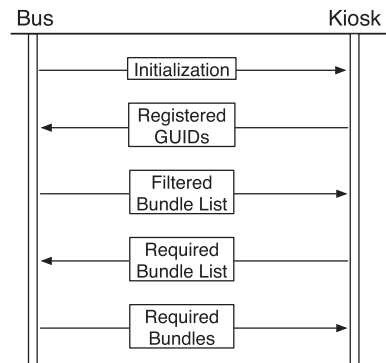 Bus Kiosk
Initialization
Registered
GUIDs
Filtered
Bundle List
Required
Bundle List
Required
Bundles